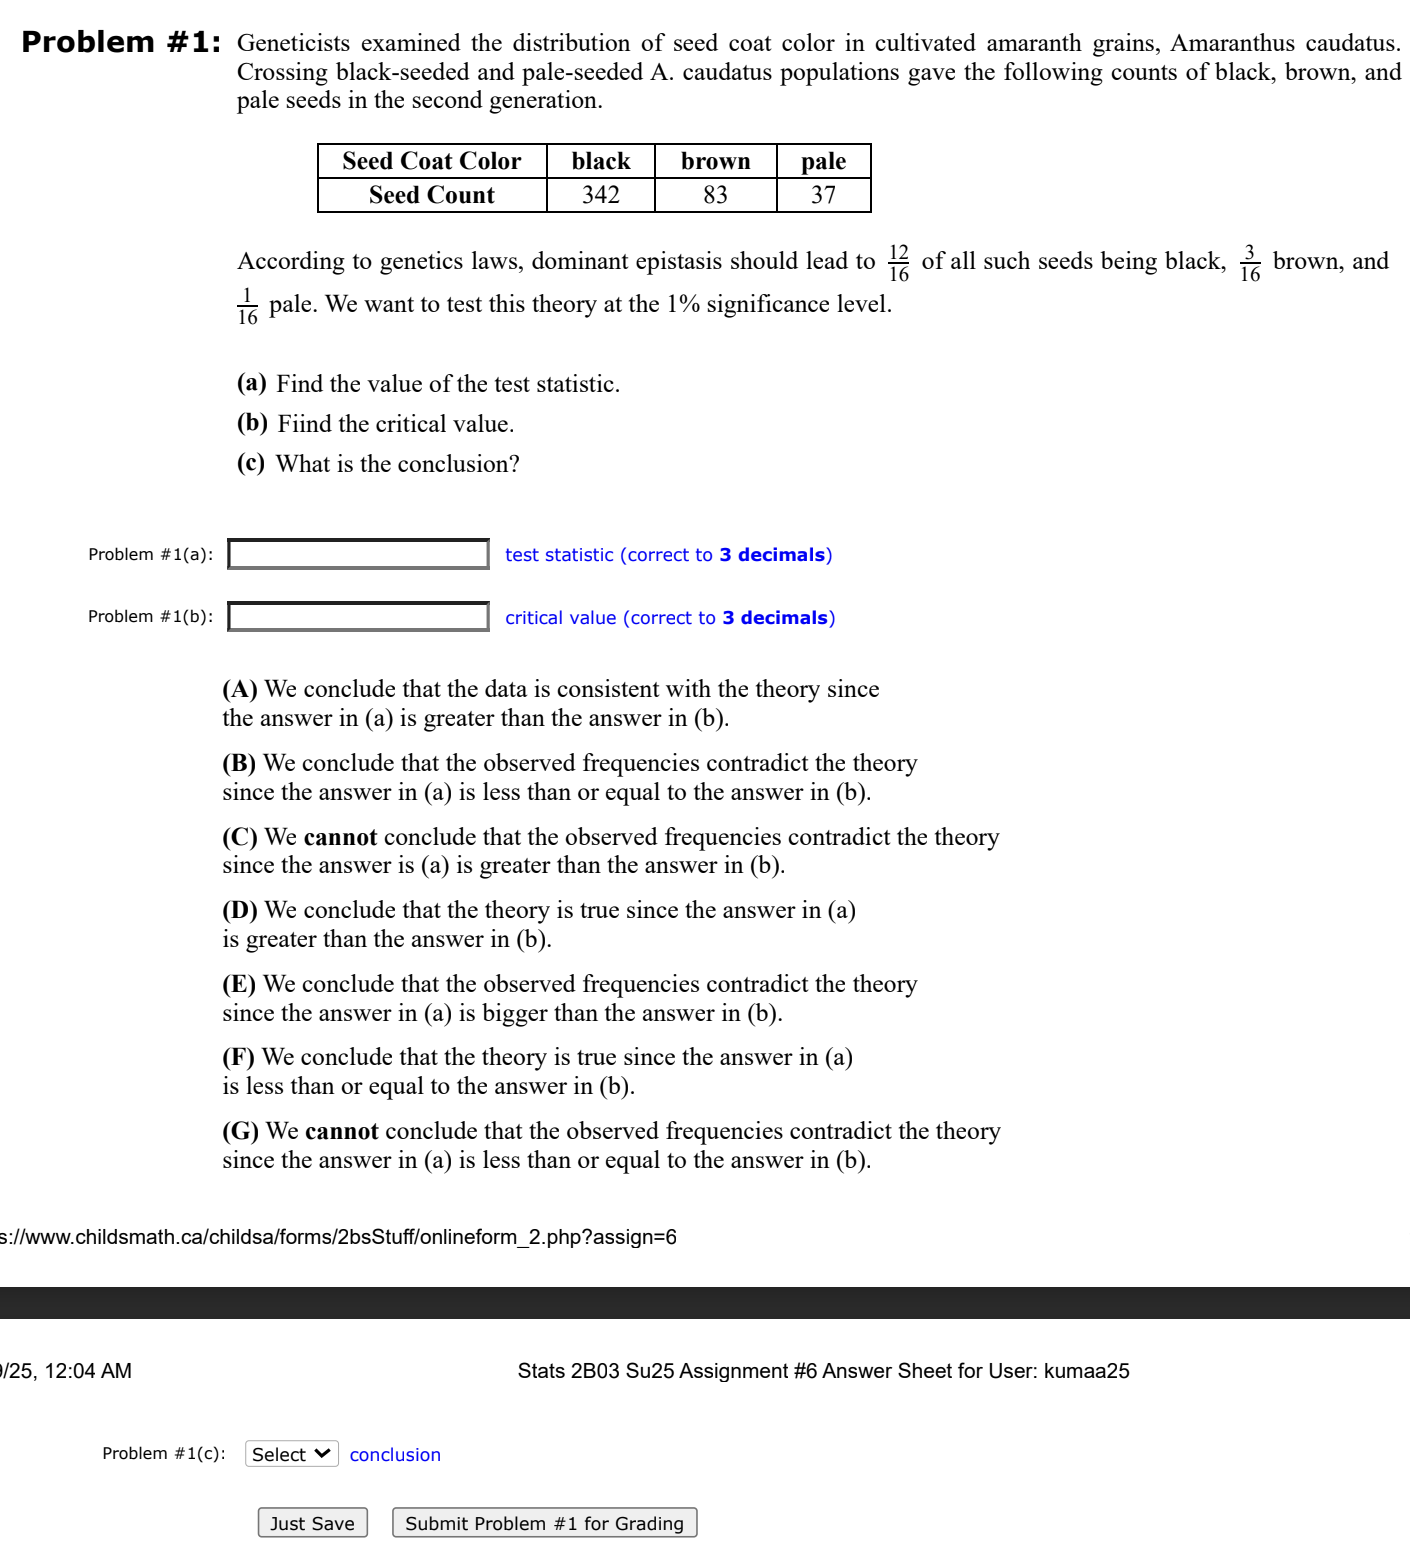 Problem #1: Geneticists examined the distribution of seed coat color in cultivated amaranth grains, Amaranthus caudatus.
Crossing black-seeded and pale-seeded A. caudatus populations gave the following counts of black, brown, and
pale seeds in the second generation.
Seed Coat Color black brown pale
Seed Count 342 83 37
According to genetics laws, dominant epistasis should lead to 12/16 of all such seeds being black, 3/16 brown, and
1/16 pale. We want to test this theory at the 1% significance level.
(a) Find the value of the test statistic.
(b) Fiind the critical value.
(c) What is the conclusion?
Problem #1(a): test statistic (correct to 3 decimals)
Problem #1(b): critical value (correct to 3 decimals)
(A) We conclude that the data is consistent with the theory since
the answer in (a) is greater than the answer in (b).
(B) We conclude that the observed frequencies contradict the theory
since the answer in (a) is less than or equal to the answer in (b).
(C) We cannot conclude that the observed frequencies contradict the theory
since the answer is (a) is greater than the answer in (b).
(D) We conclude that the theory is true since the answer in (a)
is greater than the answer in (b).
(E) We conclude that the observed frequencies contradict the theory
since the answer in (a) is bigger than the answer in (b).
(F) We conclude that the theory is true since the answer in (a)
is less than or equal to the answer in (b).
(G) We cannot conclude that the observed frequencies contradict the theory
since the answer in (a) is less than or equal to the answer in (b).
s://www.childsmath.ca/childsa/forms/2bsStuff/onlineform_2.php?assign=6
/25, 12:04 AM Stats 2B03 Su25 Assignment #6 Answer Sheet for User: kumaa25
Problem #1(c): Select conclusion
Just Save Submit Problem #1 for Grading